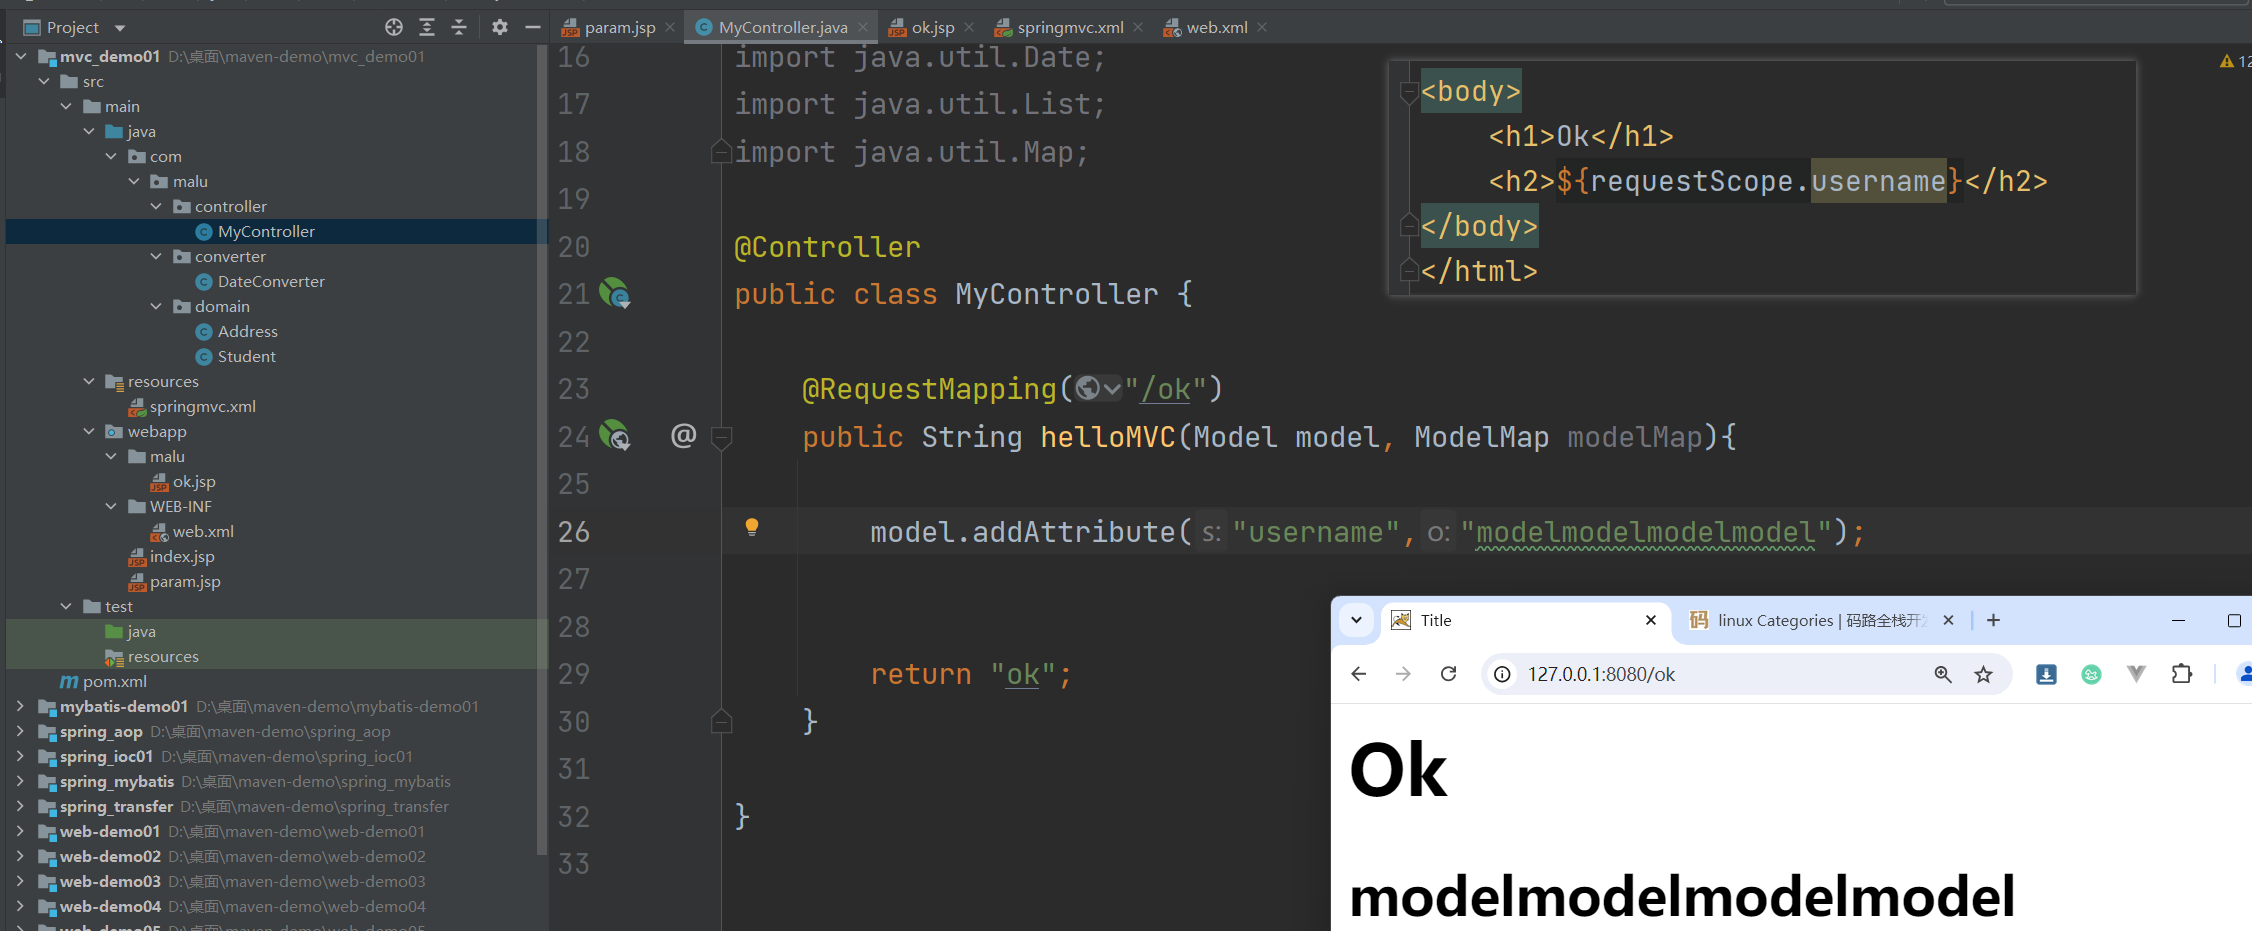 Project
param.jsp
MyController.java
ok.jsp
springmvc.xml
web.xml
mvc_demo01 D:\桌面\maven-demo\mvc_demo01
src
main
java
com
malu
controller
MyController
converter
DateConverter
domain
Address
Student
resources
springmvc.xml
webapp
malu
ok.jsp
WEB-INF
web.xml
index.jsp
param.jsp
test
java
resources
pom.xml
mybatis-demo01 D:\桌面\maven-demo\mybatis-demo01
spring_aop D:\桌面\maven-demo\spring_aop
spring_ioc01 D:\桌面\maven-demo\spring_ioc01
spring_mybatis D:\桌面\maven-demo\spring_mybatis
spring_transfer D:\桌面\maven-demo\spring_transfer
web-demo01 D:\桌面\maven-demo\web-demo01
web-demo02 D:\桌面\maven-demo\web-demo02
web-demo03 D:\桌面\maven-demo\web-demo03
web-demo04 D:\桌面\maven-demo\web-demo04
web-demo05 D:\桌面\maven-demo\web-demo05
16 import java.util.Date;
17 import java.util.List;
18 import java.util.Map;
19
20 @Controller
21 public class MyController {
22
23 @RequestMapping("/ok")
24 @ public String helloMVC(Model model, ModelMap modelMap){
25
26 model.addAttribute( s: "username", o: "modelmodelmodelmodel");
27
28
29 return "ok";
30 }
31
32 }
33
12
<body>
<h1>Ok</h1>
<h2>${requestScope.username}</h2>
</body>
</html>
Title
linux Categories | 码路全栈开
127.0.0.1:8080/ok
Ok
modelmodelmodelmodel